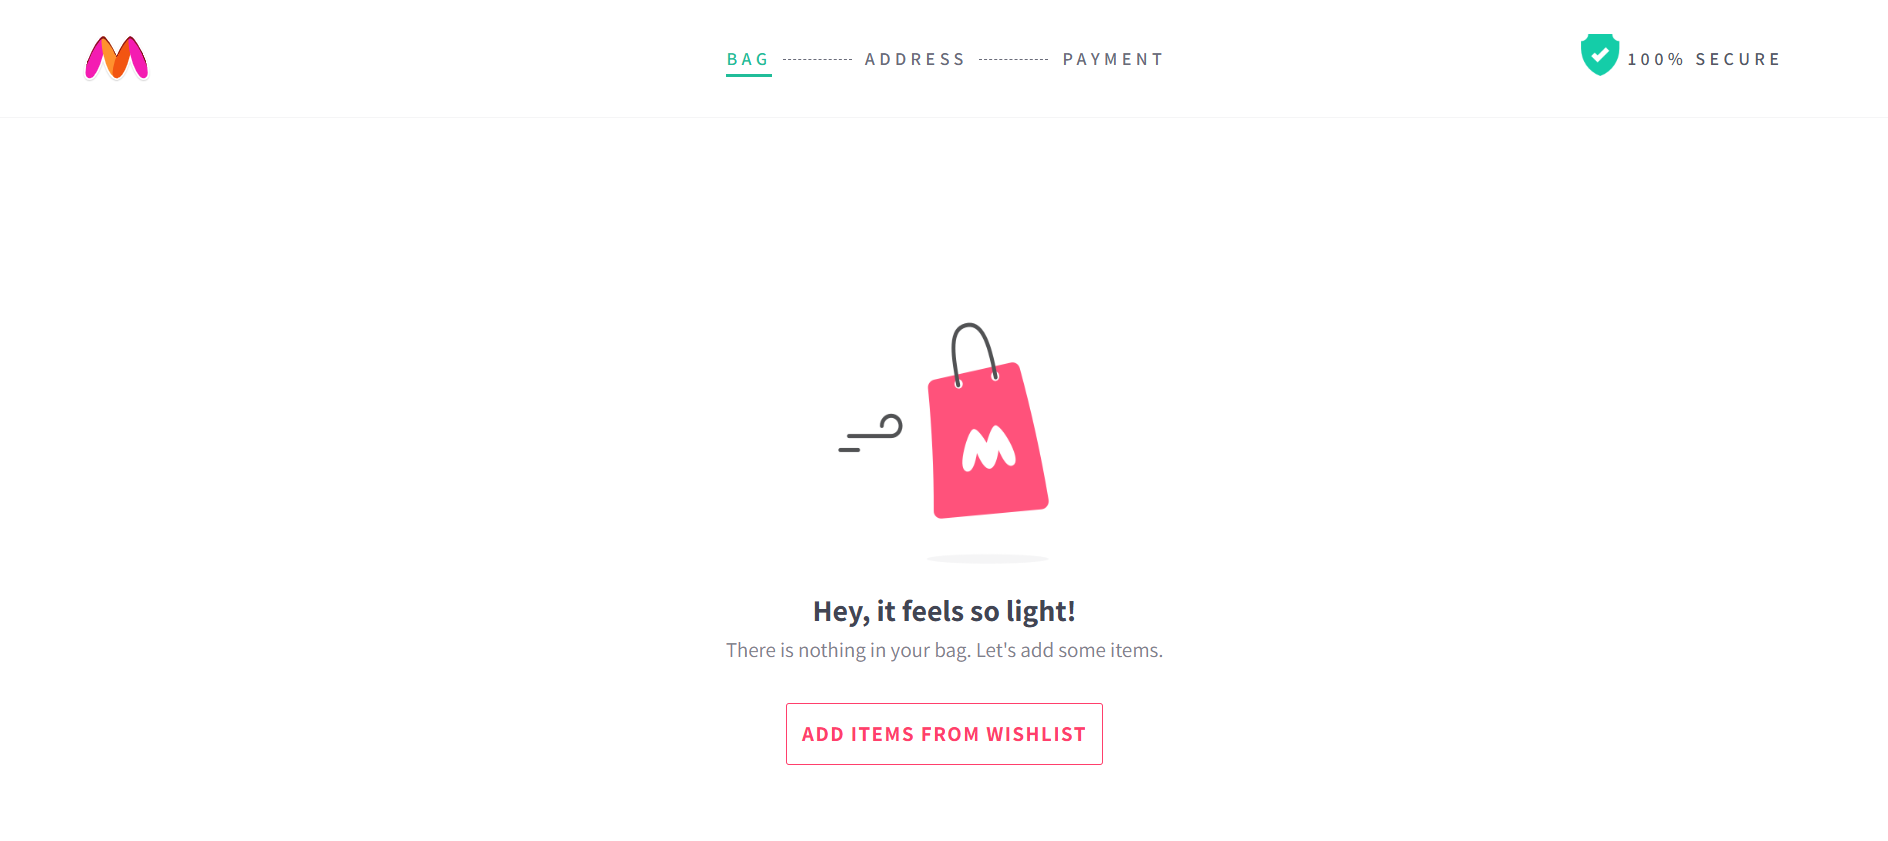 BAG ADDRESS PAYMENT 100% SECURE
Hey, it feels so light!
There is nothing in your bag. Let's add some items.
ADD ITEMS FROM WISHLIST